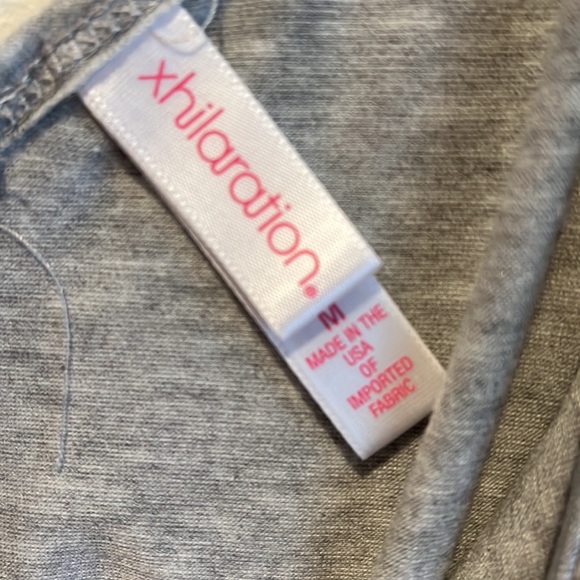 xhilaration®
M
MADE IN THE
USA
OF
IMPORTED
FABRIC